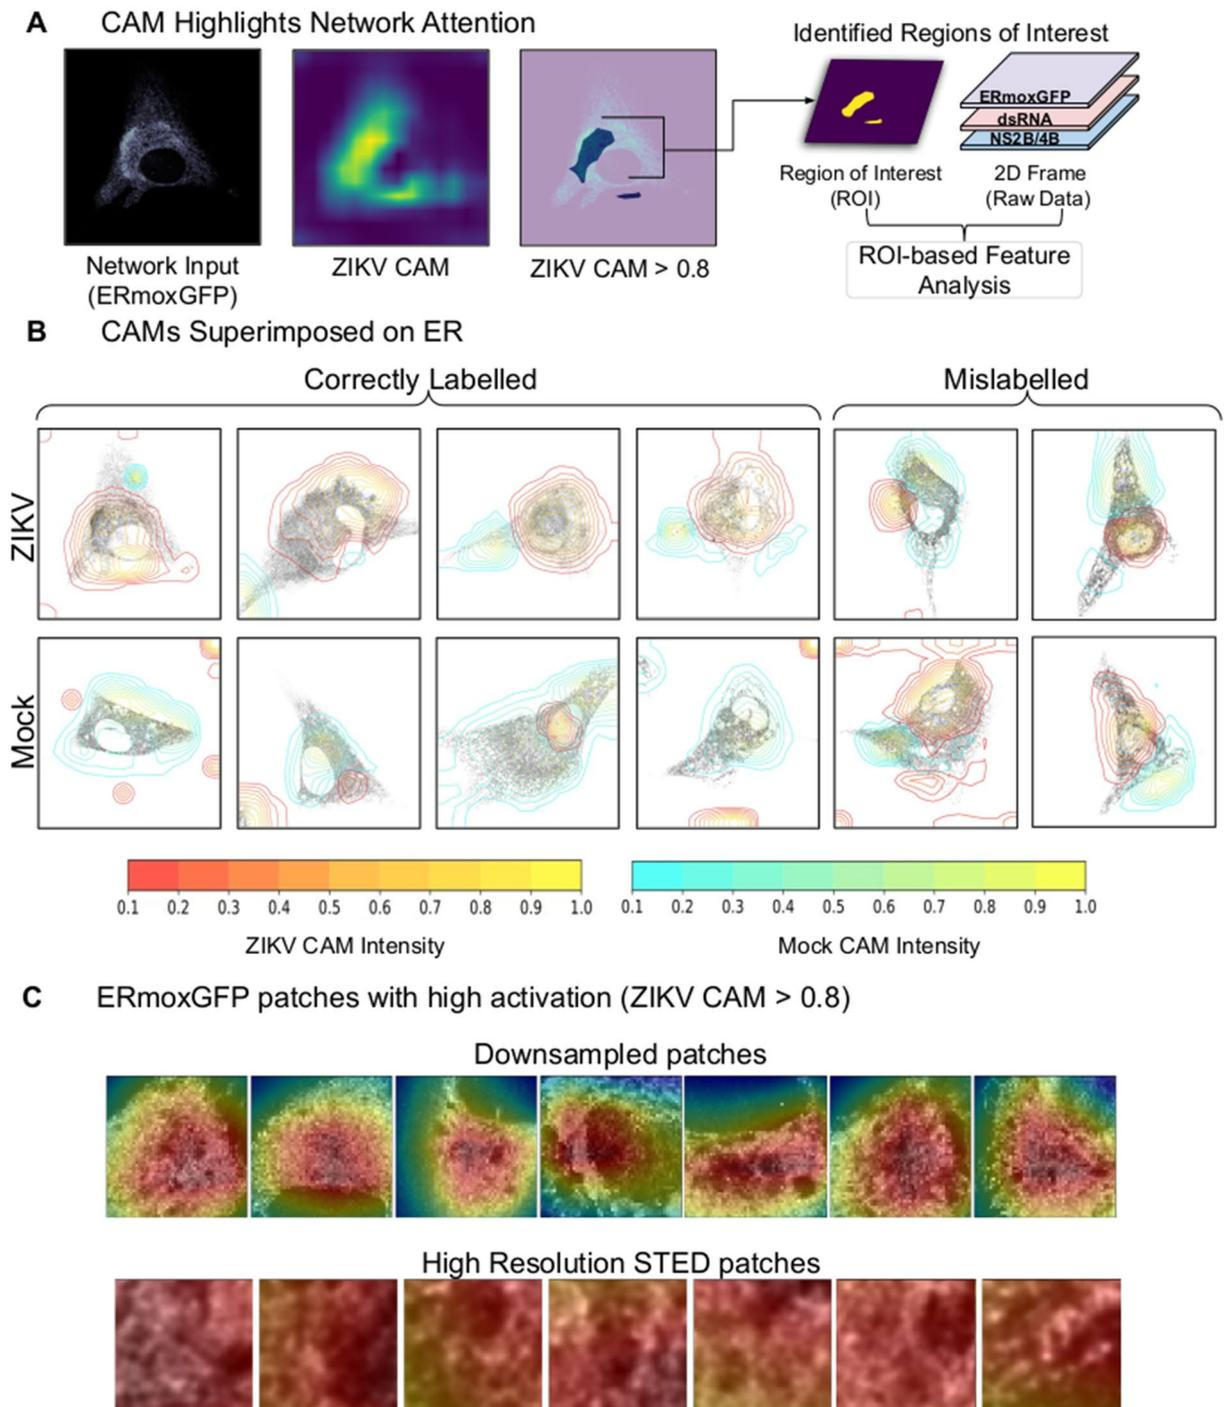 A CAM Highlights Network Attention
Identified Regions of Interest
ERmoxGFP
dsRNA
NS2B/4B
Network Input
(ERmoxGFP)
ZIKV CAM
ZIKV CAM > 0.8
Region of Interest
(ROI)
2D Frame
(Raw Data)
ROI-based Feature
Analysis
B CAMs Superimposed on ER
Correctly Labelled
Mislabelled
ZIKV
Mock
0.1 0.2 0.3 0.4 0.5 0.6 0.7 0.8 0.9 1.0
ZIKV CAM Intensity
0.1 0.2 0.3 0.4 0.5 0.6 0.7 0.8 0.9 1.0
Mock CAM Intensity
C ERmoxGFP patches with high activation (ZIKV CAM > 0.8)
Downsampled patches
High Resolution STED patches